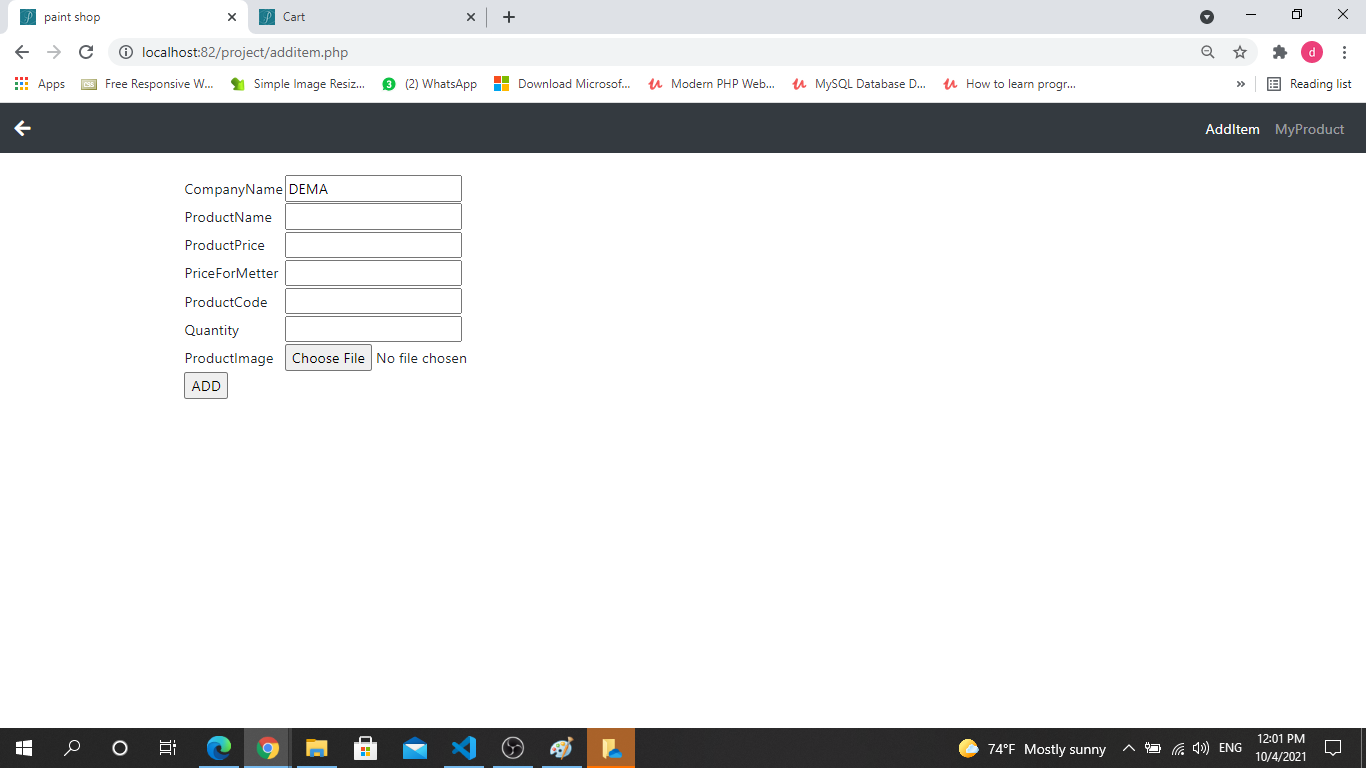 paint shop
Cart
localhost:82/project/additem.php
d
Apps
Free Responsive W...
Simple Image Resiz...
3
(2) WhatsApp
Download Microsof...
Modern PHP Web...
MySQL Database D...
How to learn progr...
»
Reading list
AddItem
MyProduct
CompanyName
DEMA
ProductName
ProductPrice
PriceForMetter
ProductCode
Quantity
ProductImage
Choose File No file chosen
ADD
74°F Mostly sunny
ENG
12:01 PM
10/4/2021